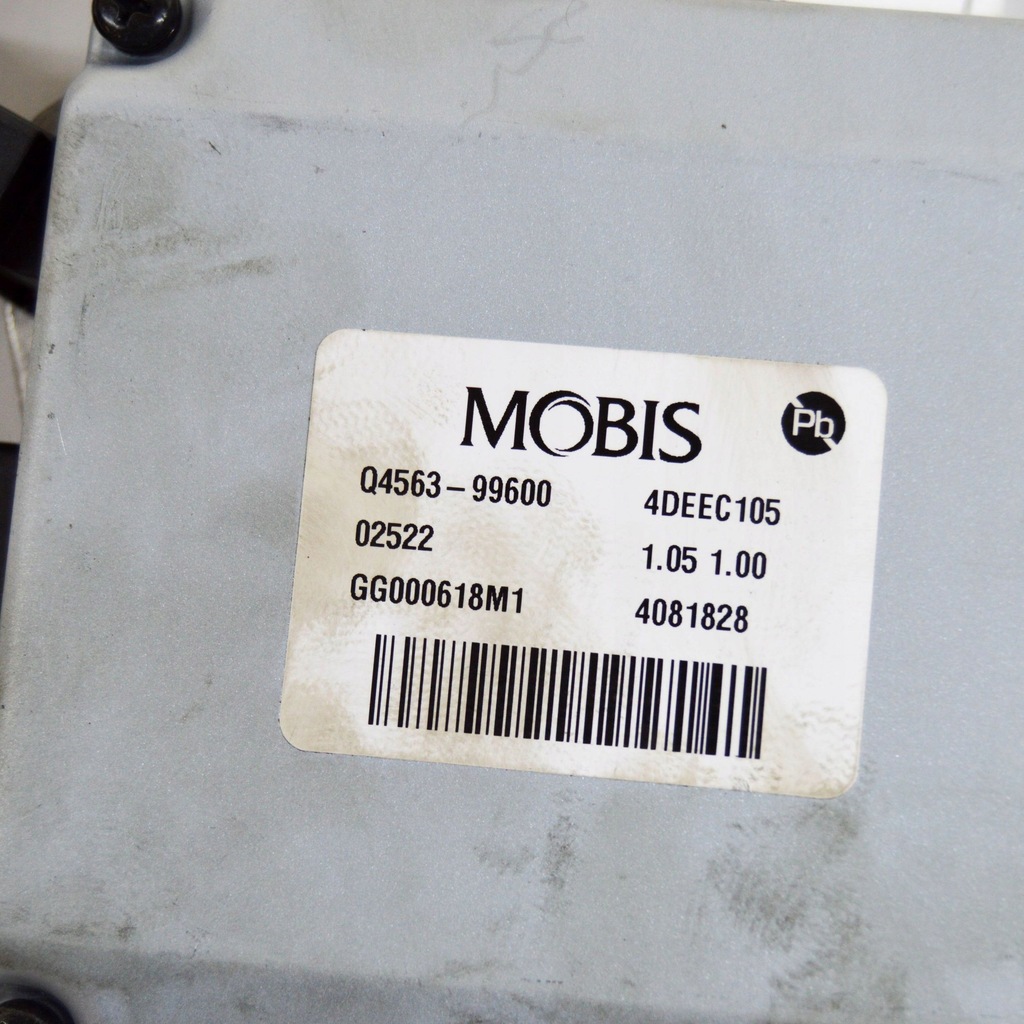 MOBIS
Pb
Q4563-99600 4DEEC105
02522 1.05 1.00
GG000618M1 4081828